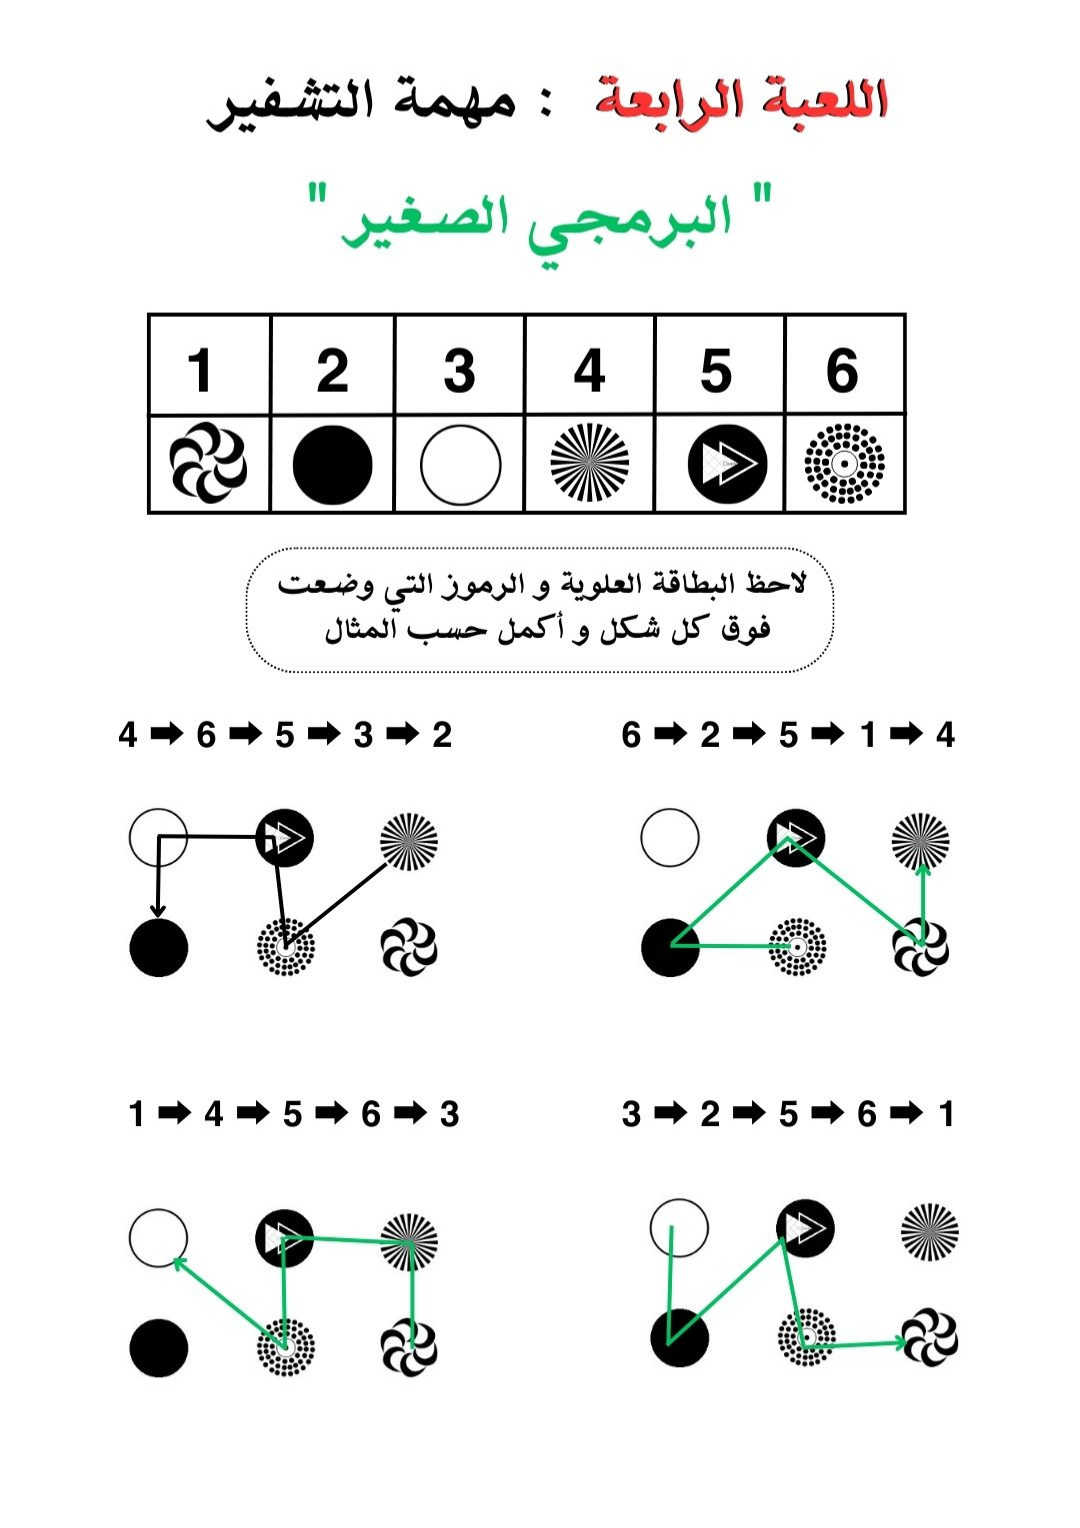 اللعبة الرابعة : مهمة التشفير
" البرمجي الصغير "
1 2 3 4 5 6
لاحظ البطاقة العلوية و الرموز التي وضعت
فوق كل شكل و أكمل حسب المثال
4 ➡ 6 ➡ 5 ➡ 3 ➡ 2
6 ➡ 2 ➡ 5 ➡ 1 ➡ 4
1 ➡ 4 ➡ 5 ➡ 6 ➡ 3
3 ➡ 2 ➡ 5 ➡ 6 ➡ 1